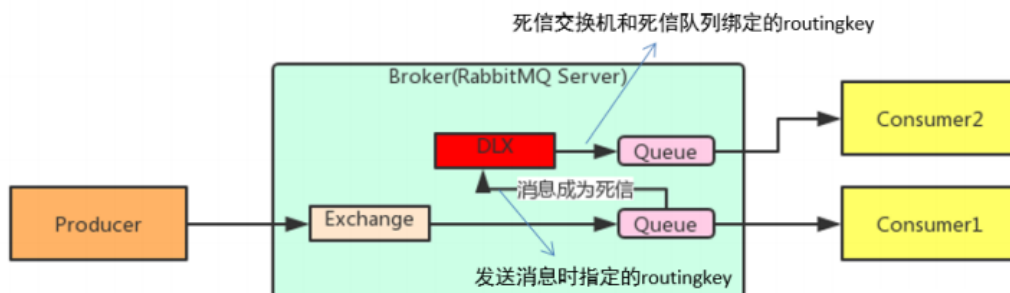 死信交换机和死信队列绑定的routingkey
Broker(RabbitMQ Server)
DLX
Queue
Consumer2
消息成为死信
Producer
Exchange
Queue
Consumer1
发送消息时指定的routingkey